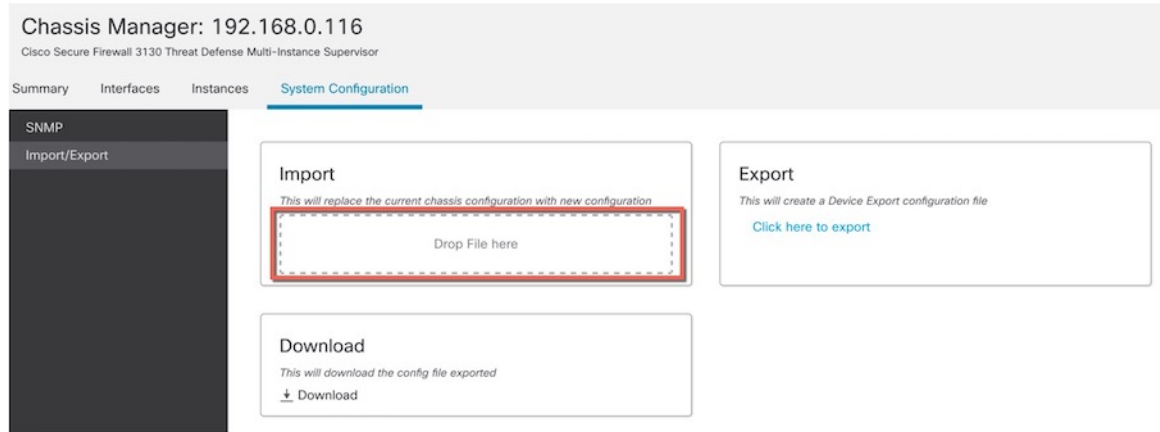 Chassis Manager: 192.168.0.116
Cisco Secure Firewall 3130 Threat Defense Multi-Instance Supervisor
Summary Interfaces Instances System Configuration
SNMP
Import/Export
Import
This will replace the current chassis configuration with new configuration
Drop File here
Export
This will create a Device Export configuration file
Click here to export
Download
This will download the config file exported
Download